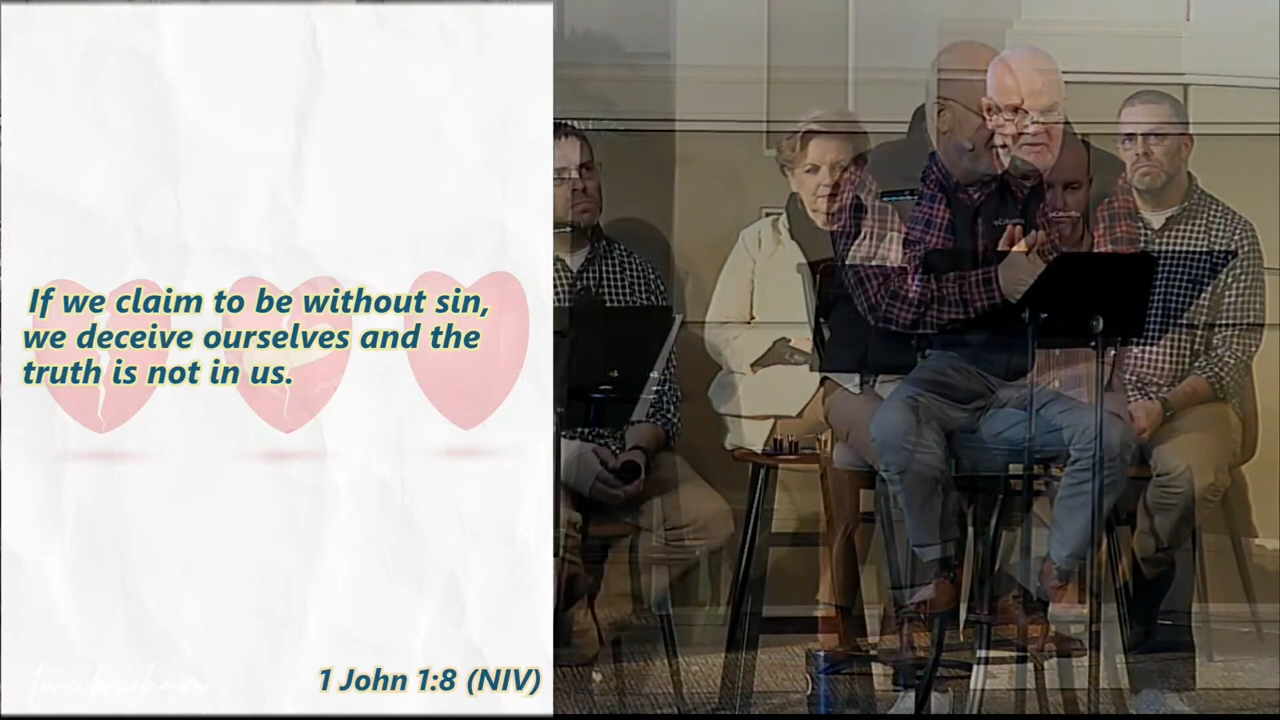 If we claim to be without sin,
we deceive ourselves and the
truth is not in us.
1 John 1:8 (NIV)
Columbia